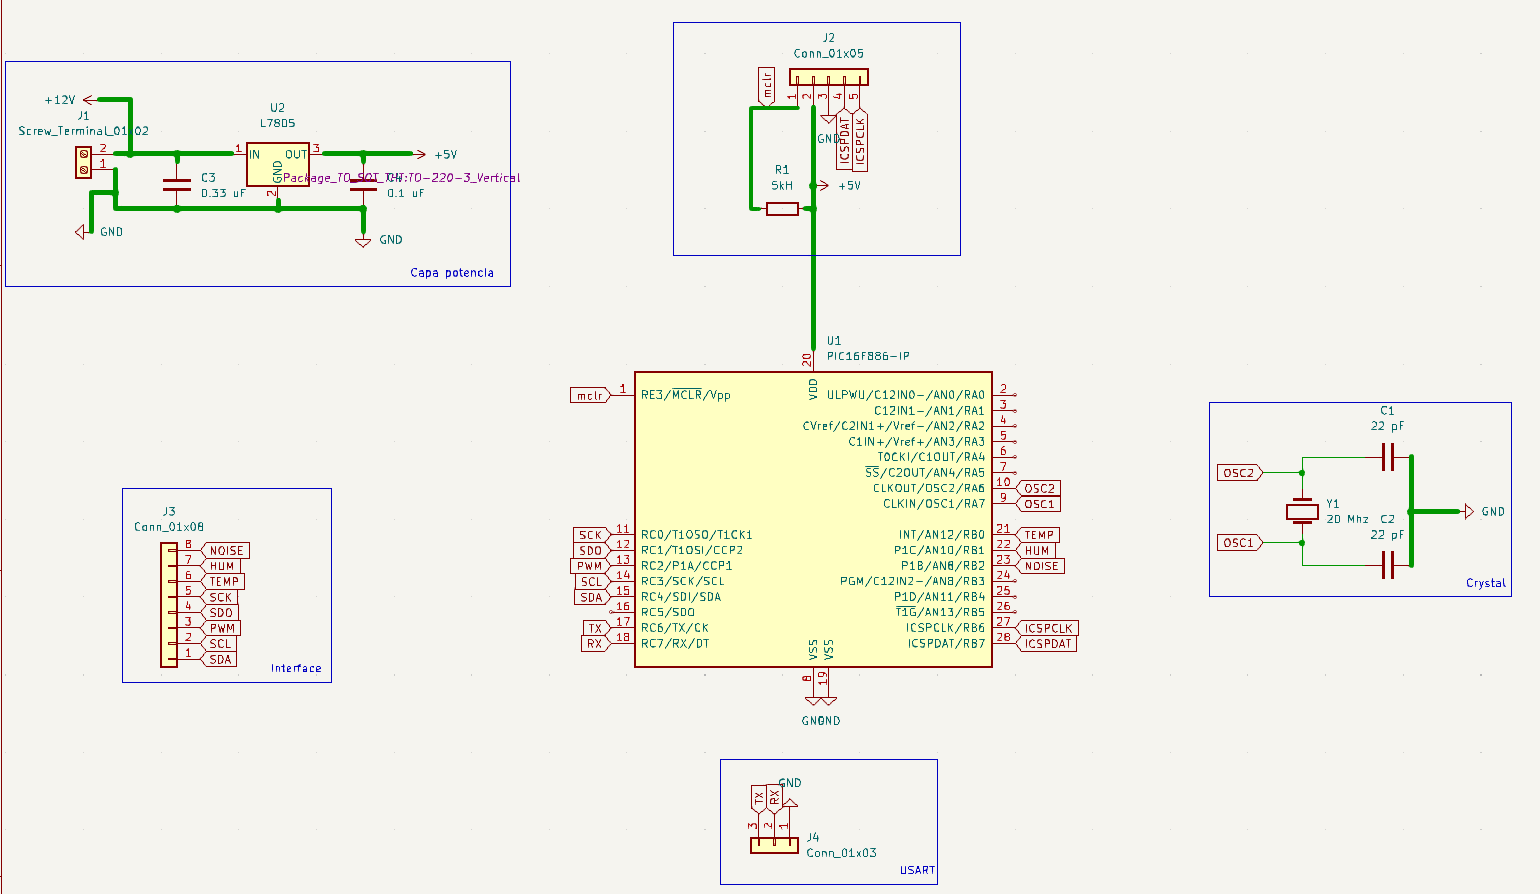 +12V
J1
Screw_Terminal_01x02
2
1
U2
L7805
1
IN
OUT
3
GND
2
+5V
C3
0.33 uF
Package_TO_SOT_THT:TO-220-3_Vertical
0.1 uF
GND
GND
Capa potencia
J2
Conn_01x05
mclr
1
2
3
4
5
GND
ICSPDAT
ICSPCLK
R1
5kH
+5V
U1
PIC16F886-IP
20
VDD
mclr
1
RE3/MCLR/Vpp
ULPWU/C12IN0-/AN0/RA0
2
C12IN1-/AN1/RA1
3
CVref/C2IN1+/Vref-/AN2/RA2
4
C1IN+/Vref+/AN3/RA3
5
T0CKI/C1OUT/RA4
6
SS/C2OUT/AN4/RA5
7
CLKOUT/OSC2/RA6
10
OSC2
CLKIN/OSC1/RA7
9
OSC1
SCK
11
RC0/T1OSO/T1CK1
SDO
12
RC1/T1OSI/CCP2
PWM
13
RC2/P1A/CCP1
SCL
14
RC3/SCK/SCL
SDA
15
RC4/SDI/SDA
16
RC5/SDO
TX
17
RC6/TX/CK
RX
18
RC7/RX/DT
INT/AN12/RB0
21
TEMP
P1C/AN10/RB1
22
HUM
P1B/AN8/RB2
23
NOISE
PGM/C12IN2-/AN8/RB3
24
P1D/AN11/RB4
25
T1G/AN13/RB5
26
ICSPCLK/RB6
27
ICSPCLK
ICSPDAT/RB7
28
ICSPDAT
VSS
VSS
8
19
GND
GND
C1
22 pF
OSC2
Y1
20 Mhz
C2
22 pF
OSC1
GND
Crystal
J3
Conn_01x08
8
NOISE
7
HUM
6
TEMP
5
SCK
4
SDO
3
PWM
2
SCL
1
SDA
Interface
GND
TX
RX
3
2
1
J4
Conn_01x03
USART